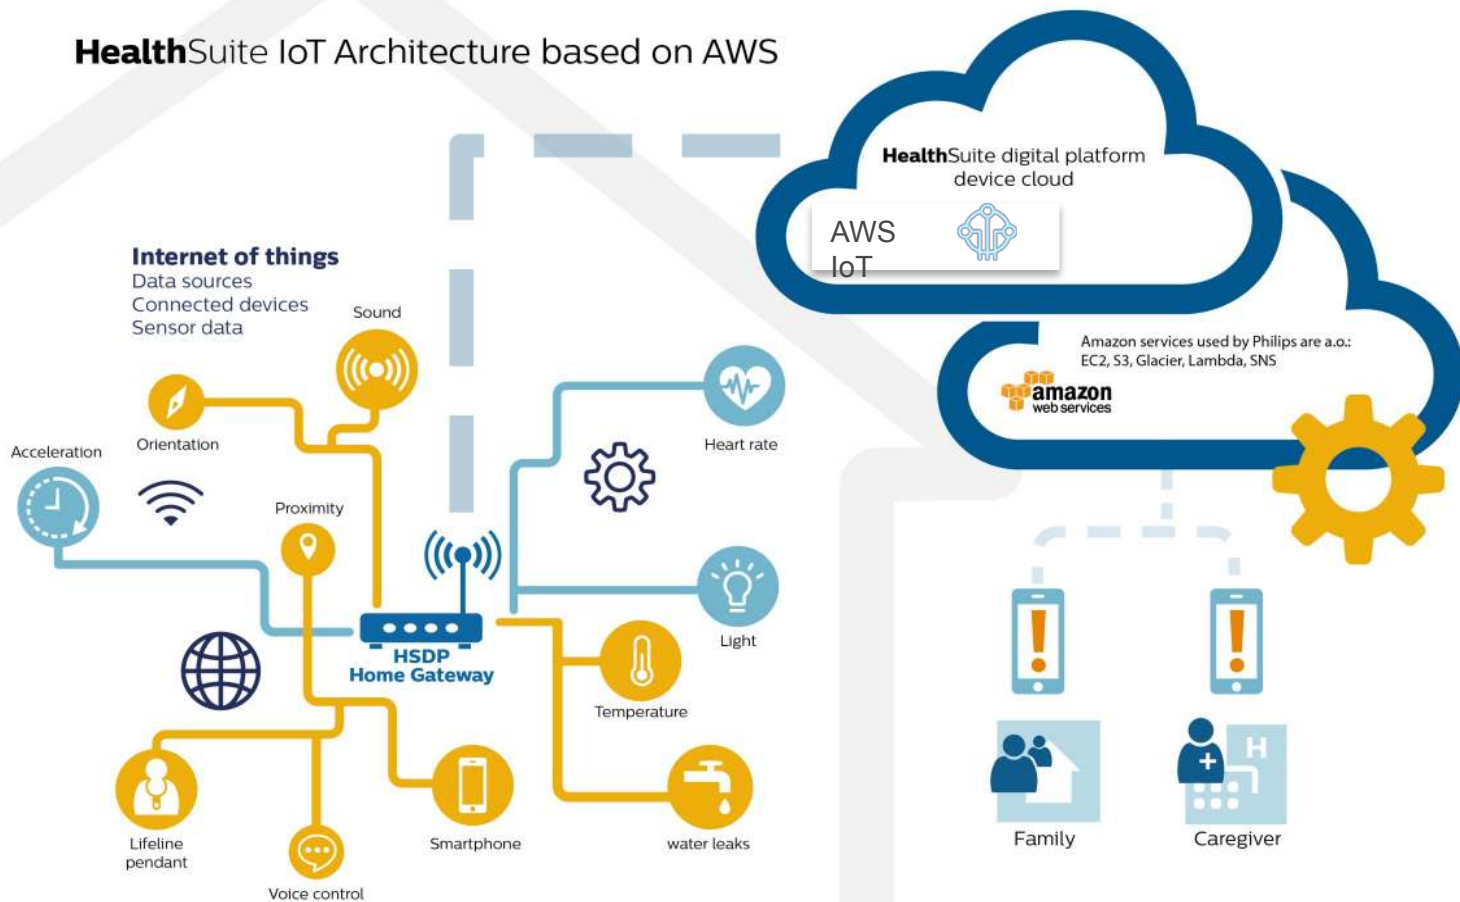 HealthSuite IoT Architecture based on AWS
HealthSuite digital platform
device cloud
AWS
IoT
Internet of things
Data sources
Connected devices
Sensor data
Sound
Amazon services used by Philips are a.o.:
EC2, S3, Glacier, Lambda, SNS
amazon
web services
Orientation
Heart rate
Acceleration
Proximity
Light
HSDP
Home Gateway
Temperature
H
Lifeline
pendant
Smartphone
water leaks
Voice control
Family
Caregiver